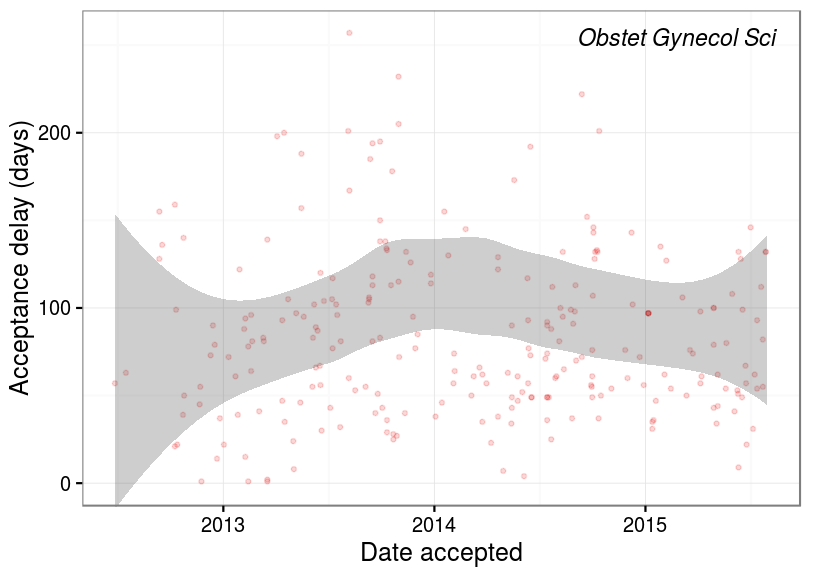 Obstet Gynecol Sci
Acceptance delay (days)
200
100
0
2013 2014 2015
Date accepted